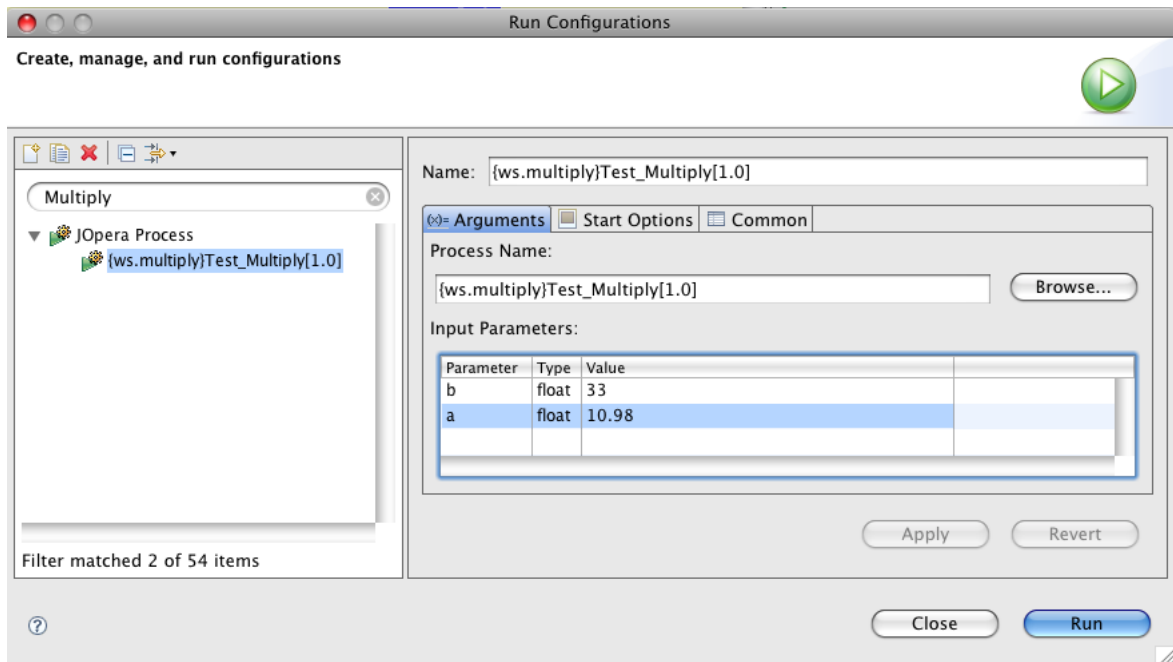 Run Configurations
Create, manage, and run configurations
Multiply
JOpera Process
{ws.multiply}Test_Multiply[1.0]
Filter matched 2 of 54 items
Name: {ws.multiply}Test_Multiply[1.0]
(x)= Arguments Start Options Common
Process Name:
{ws.multiply}Test_Multiply[1.0] Browse...
Input Parameters:
Parameter Type Value
b float 33
a float 10.98
Apply Revert
? Close Run